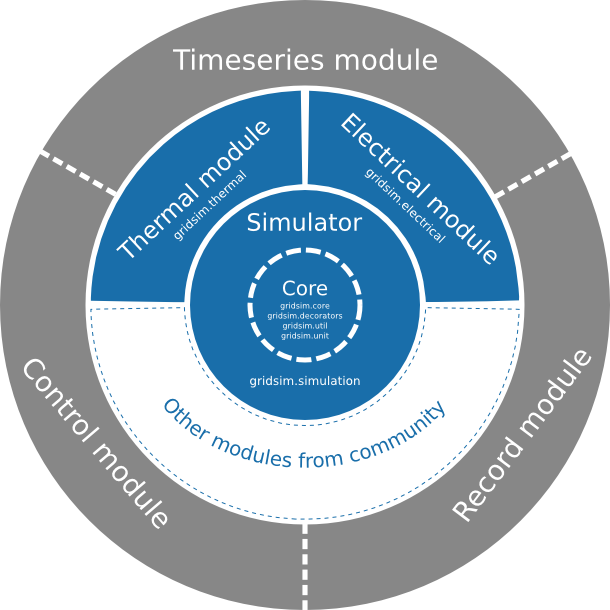 Timeseries module
Thermal module
gridsim.thermal
Electrical module
gridsim.electrical
Simulator
Core
gridsim.core
gridsim.decorators
gridsim.util
gridsim.unit
gridsim.simulation
Other modules from community
Control module
Record module